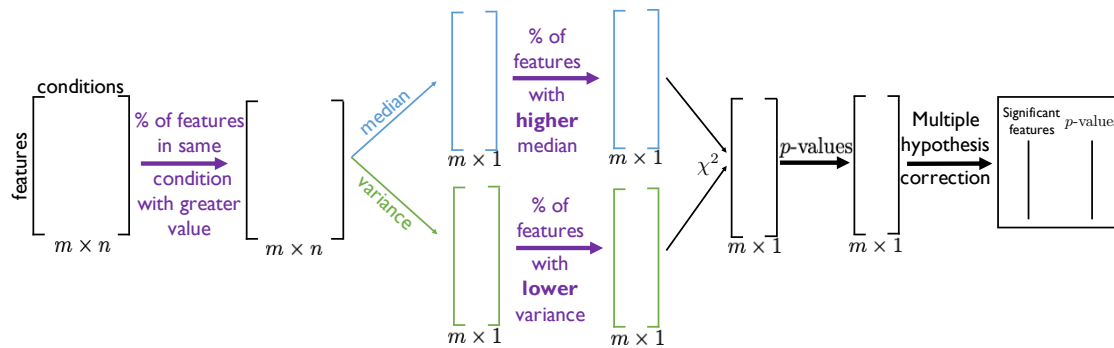 conditions
features
m × n
% of features
in same
condition
with greater
value
m × n
median
variance
m × 1
% of
features
with
higher
median
m × 1
m × 1
% of
features
with
lower
variance
m × 1
χ²
m × 1
p-values
m × 1
Multiple
hypothesis
correction
Significant
features
p-values